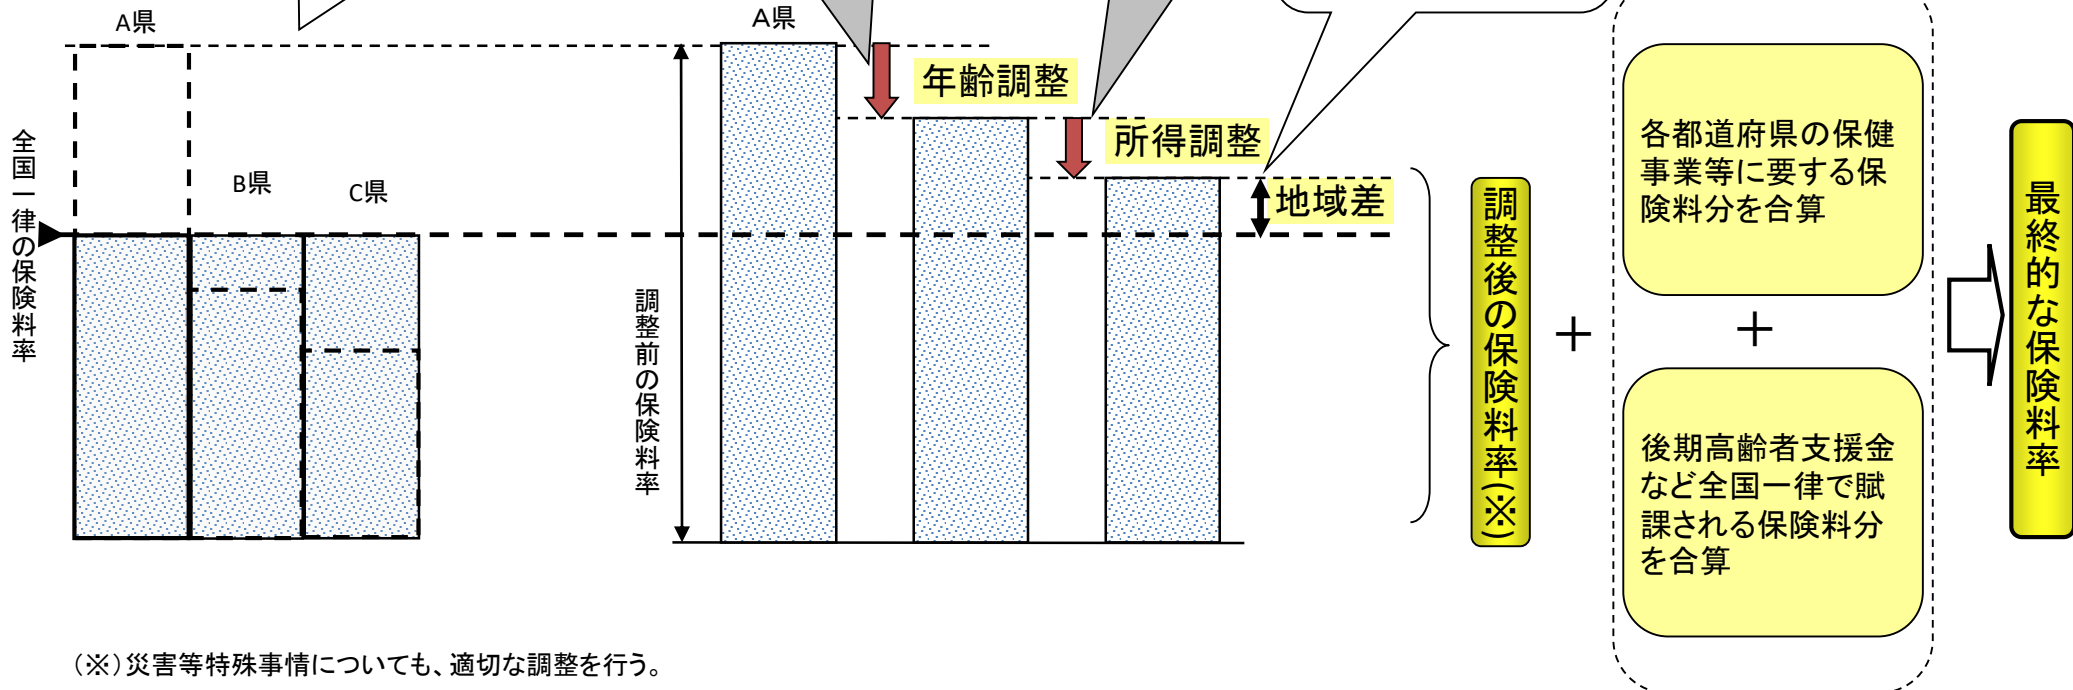 A県
全国一律の保険料率
B県
C県
A県
調整前の保険料率
年齢調整
所得調整
地域差
調整後の保険料率(※)
＋
各都道府県の保健
事業等に要する保
険料分を合算
＋
後期高齢者支援金
など全国一律で賦
課される保険料分
を合算
最終的な保険料率
(※)災害等特殊事情についても、適切な調整を行う。